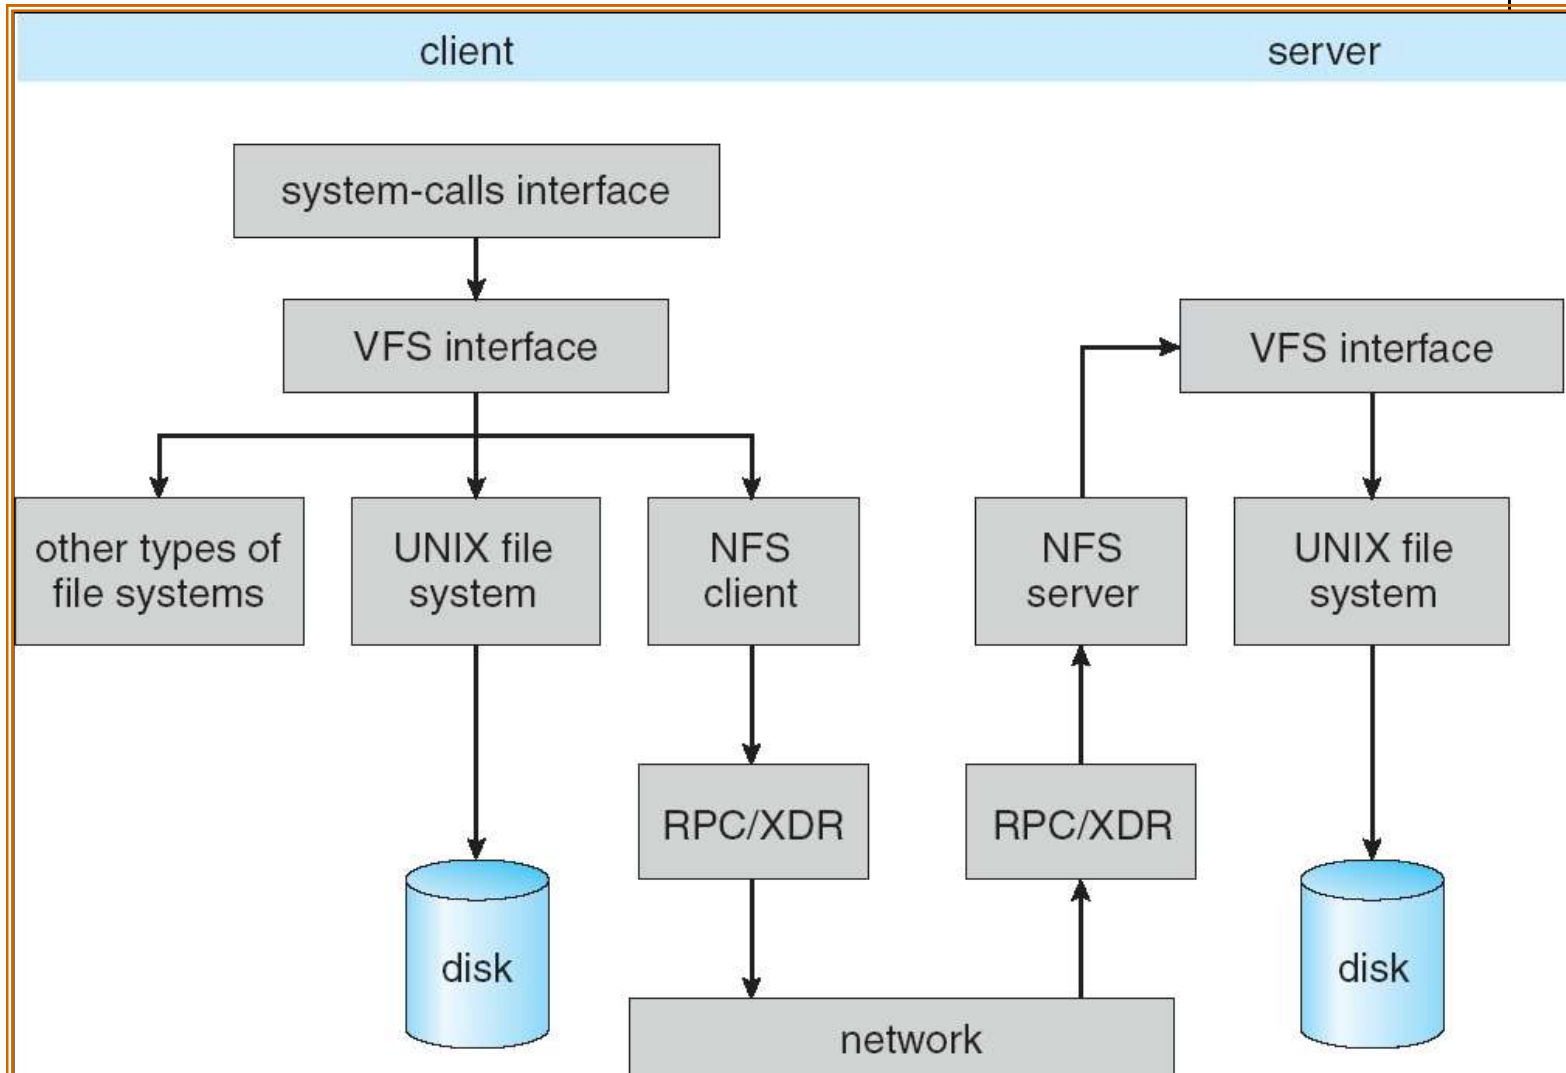 client
server
system-calls interface
VFS interface
VFS interface
other types of
file systems
UNIX file
system
NFS
client
NFS
server
UNIX file
system
RPC/XDR
RPC/XDR
disk
disk
network